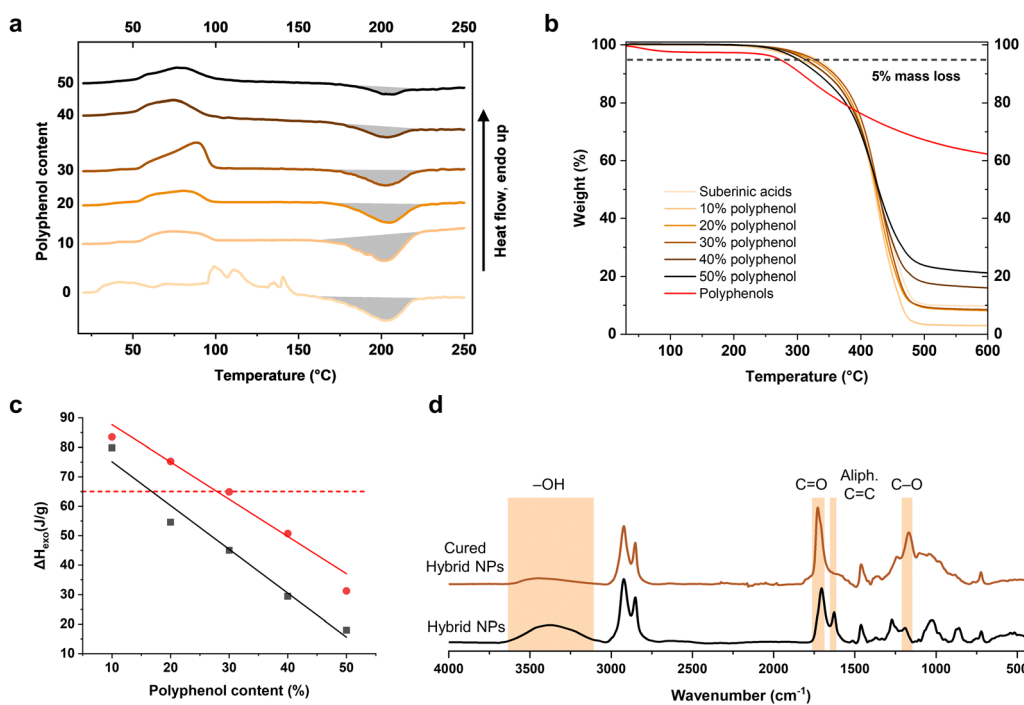 a
50 100 150 200 250
Polyphenol content
50
40
30
20
10
0
Heat flow, endo up
50 100 150 200 250
Temperature (°C)
b
100
80
60
40
20
0
Weight (%)
5% mass loss
Suberinic acids
10% polyphenol
20% polyphenol
30% polyphenol
40% polyphenol
50% polyphenol
Polyphenols
100
80
60
40
20
0
100 200 300 400 500 600
Temperature (°C)
c
90
80
70
60
50
40
30
20
10
ΔHexo(J/g)
10 20 30 40 50
Polyphenol content (%)
d
–OH
C=O
Aliph.
C=C
C–O
Cured
Hybrid NPs
Hybrid NPs
4000 3500 3000 2500 2000 1500 1000 500
Wavenumber (cm-1)